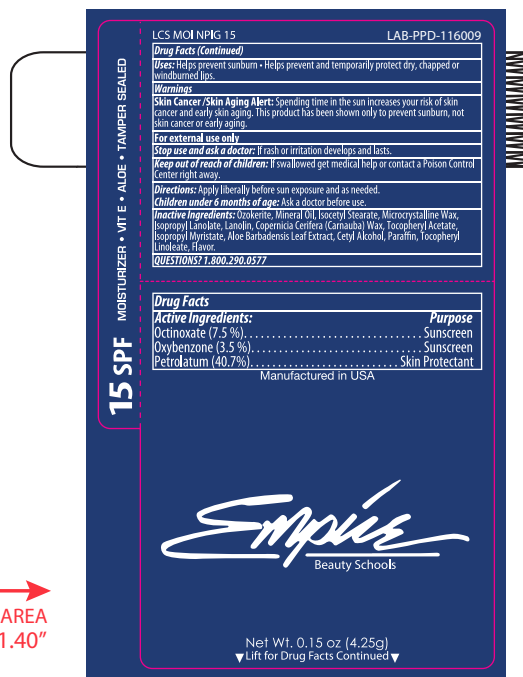 LCS MOI NPIG 15 LAB-PPD-116009
Drug Facts (Continued)
Uses: Helps prevent sunburn • Helps prevent and temporarily protect dry, chapped or
windburned lips.
Warnings
Skin Cancer /Skin Aging Alert: Spending time in the sun increases your risk of skin
cancer and early skin aging. This product has been shown only to prevent sunburn, not
skin cancer or early aging.
For external use only
Stop use and ask a doctor: If rash or irritation develops and lasts.
Keep out of reach of children: If swallowed get medical help or contact a Poison Control
Center right away.
Directions: Apply liberally before sun exposure and as needed.
Children under 6 months of age: Ask a doctor before use.
Inactive Ingredients: Ozokerite, Mineral Oil, Isocetyl Stearate, Microcrystalline Wax,
Isopropyl Lanolate, Lanolin, Copernicia Cerifera (Carnauba) Wax, Tocopheryl Acetate,
Isopropyl Myristate, Aloe Barbadensis Leaf Extract, Cetyl Alcohol, Paraffin, Tocopheryl
Linoleate, Flavor.
QUESTIONS? 1.800.290.0577
15 SPF MOISTURIZER • VIT E • ALOE • TAMPER SEALED
Drug Facts
Active Ingredients: Purpose
Octinoxate (7.5 %)................................Sunscreen
Oxybenzone (3.5 %)...............................Sunscreen
Petrolatum (40.7%)...........................Skin Protectant
Manufactured in USA
Empire
Beauty Schools
AREA
1.40"
Net Wt. 0.15 oz (4.25g)
▼Lift for Drug Facts Continued▼